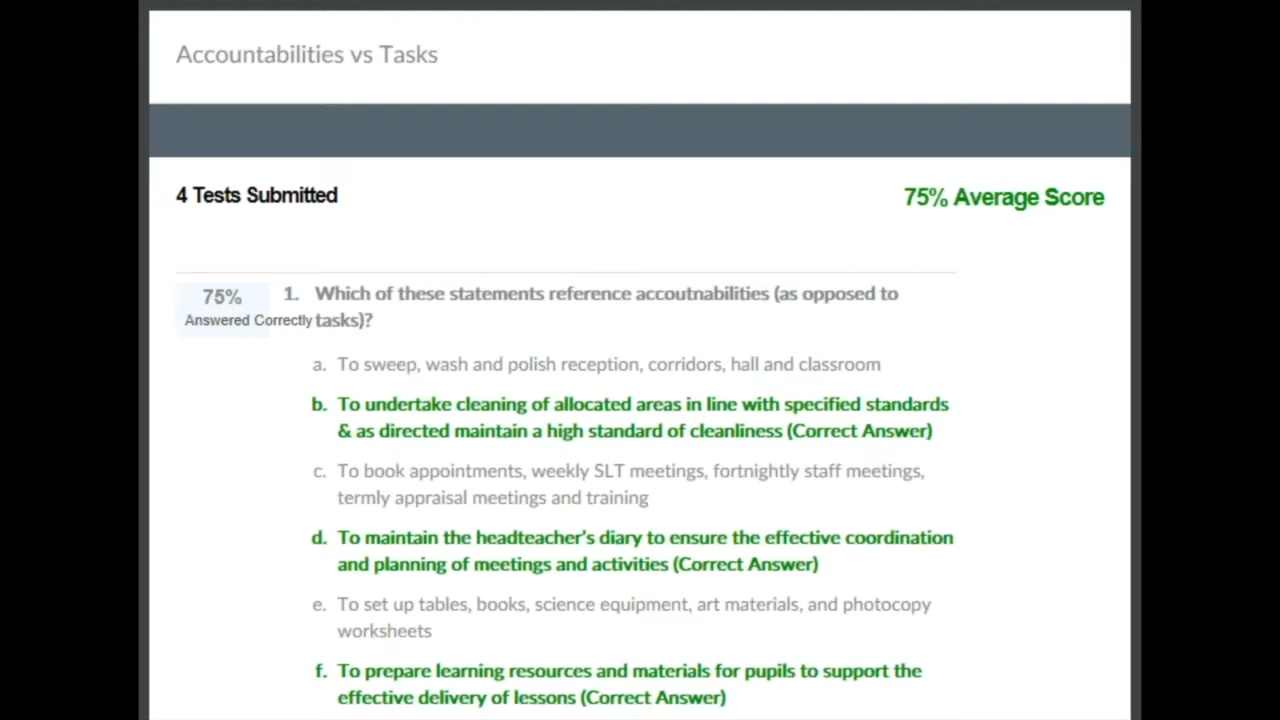 Accountabilities vs Tasks
4 Tests Submitted
75% Average Score
75%
Answered Correctly
1. Which of these statements reference accoutnabilities (as opposed to
tasks)?
a. To sweep, wash and polish reception, corridors, hall and classroom
b. To undertake cleaning of allocated areas in line with specified standards
& as directed maintain a high standard of cleanliness (Correct Answer)
c. To book appointments, weekly SLT meetings, fortnightly staff meetings,
termly appraisal meetings and training
d. To maintain the headteacher's diary to ensure the effective coordination
and planning of meetings and activities (Correct Answer)
e. To set up tables, books, science equipment, art materials, and photocopy
worksheets
f. To prepare learning resources and materials for pupils to support the
effective delivery of lessons (Correct Answer)